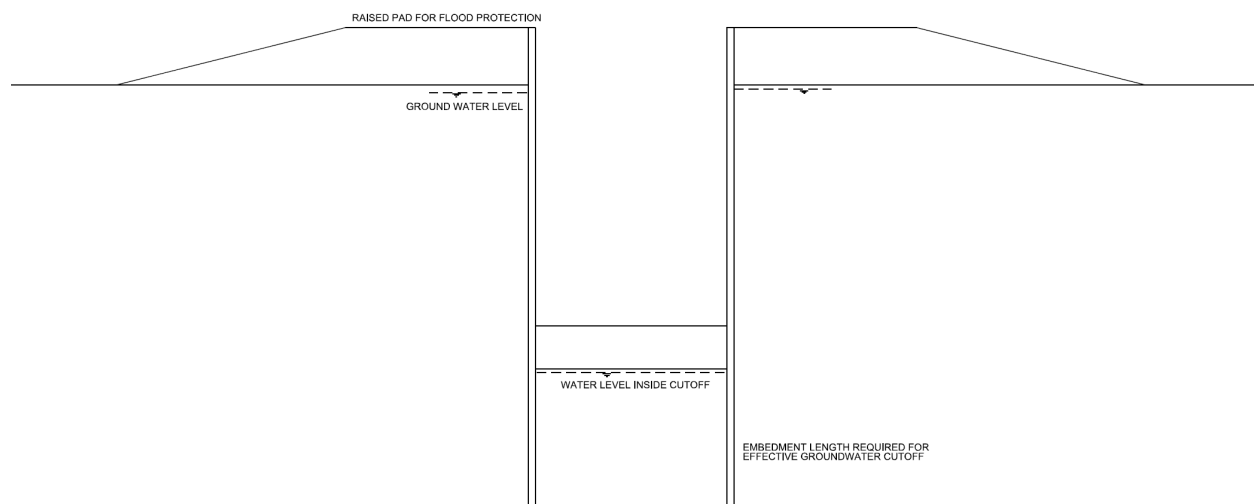 RAISED PAD FOR FLOOD PROTECTION
GROUND WATER LEVEL
WATER LEVEL INSIDE CUTOFF
EMBEDMENT LENGTH REQUIRED FOR
EFFECTIVE GROUNDWATER CUTOFF